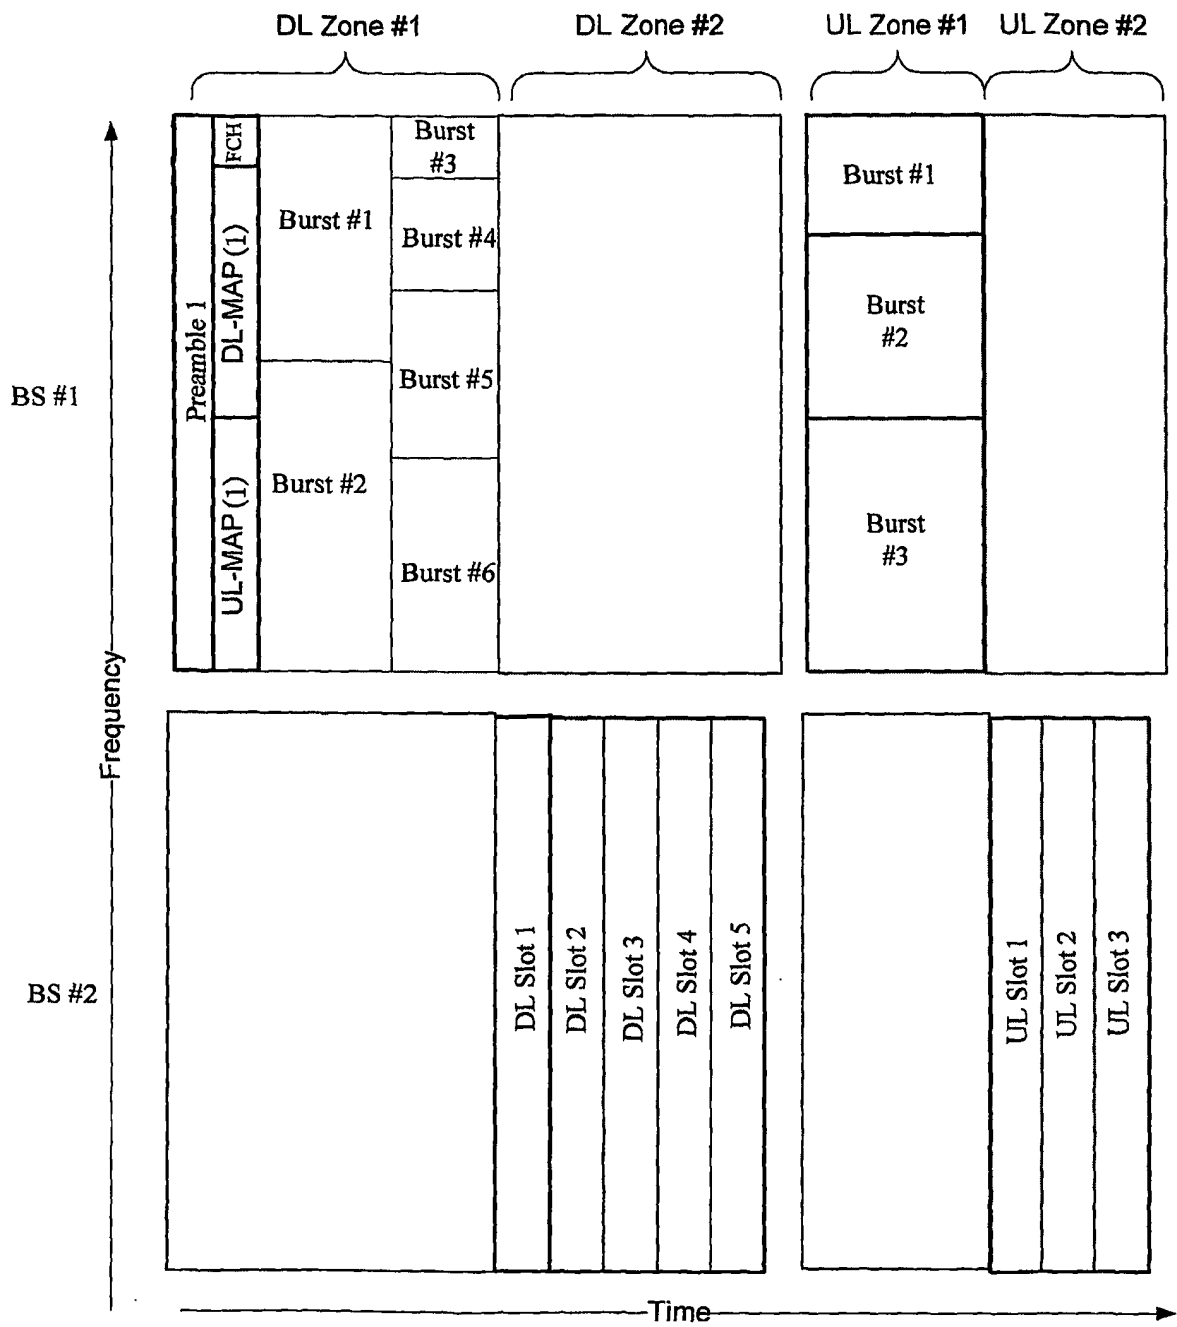 DL Zone #1
DL Zone #2
UL Zone #1
UL Zone #2
BS #1
Frequency
Preamble 1
FCH
DL-MAP (1)
UL-MAP (1)
Burst #1
Burst #2
Burst
#3
Burst #4
Burst #5
Burst #6
Burst #1
Burst
#2
Burst
#3
BS #2
DL Slot 1
DL Slot 2
DL Slot 3
DL Slot 4
DL Slot 5
UL Slot 1
UL Slot 2
UL Slot 3
Time